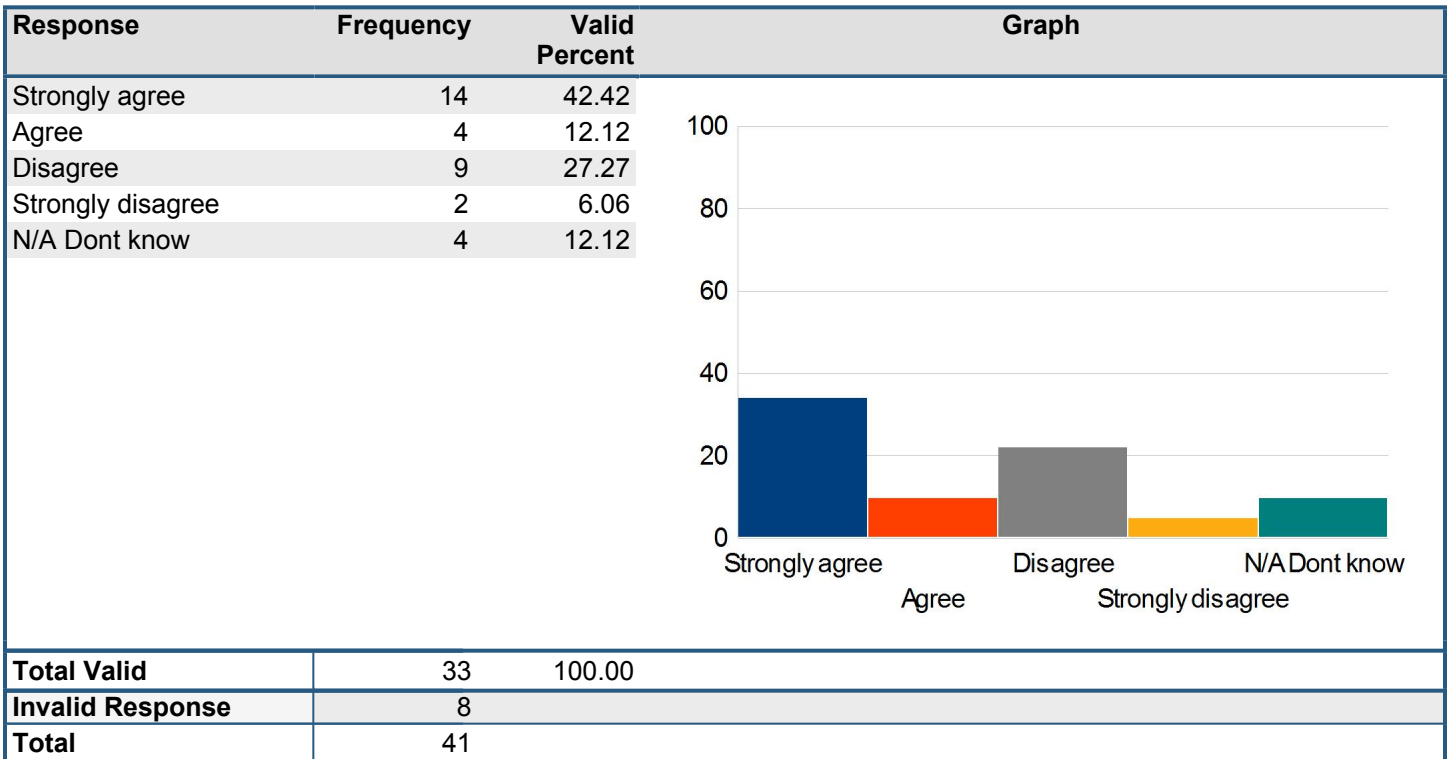 Response Frequency Valid Percent Graph
Strongly agree 14 42.42
Agree 4 12.12
Disagree 9 27.27
Strongly disagree 2 6.06
N/A Dont know 4 12.12
100
80
60
40
20
0
Strongly agree Disagree N/A Dont know
Agree Strongly disagree
Total Valid 33 100.00
Invalid Response 8
Total 41